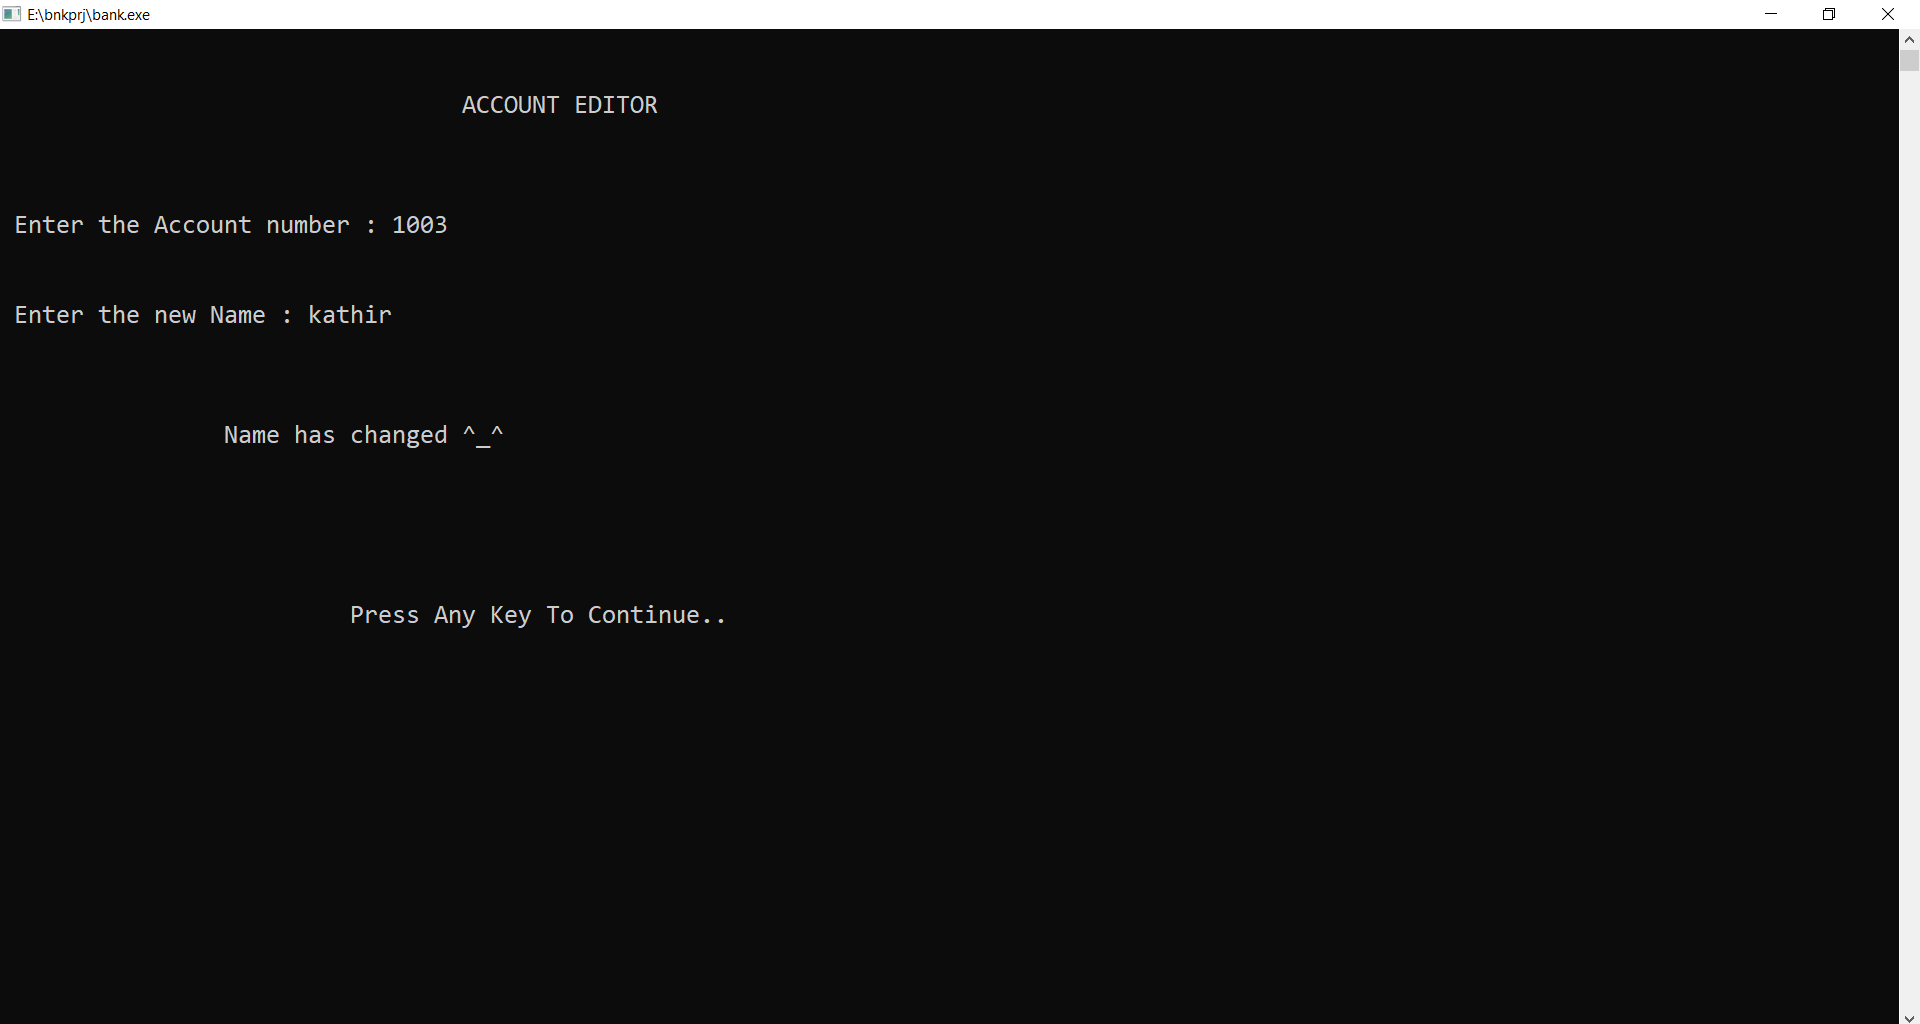 E:\bnkprj\bank.exe
ACCOUNT EDITOR
Enter the Account number : 1003
Enter the new Name : kathir
Name has changed ^_^
Press Any Key To Continue..